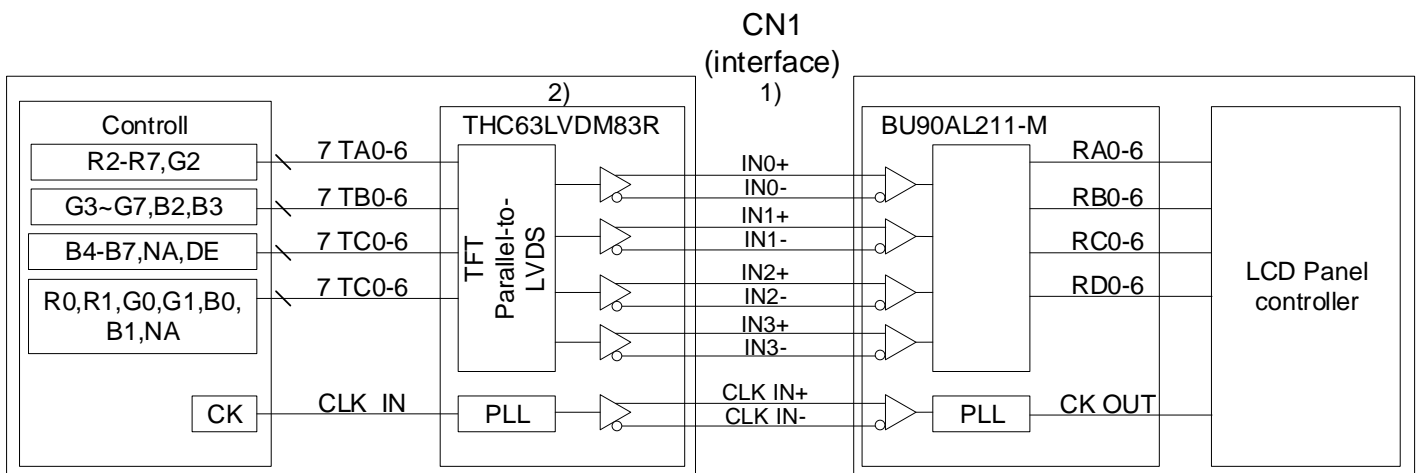 CN1
(interface)
1)
2)
Controll
R2-R7,G2
G3~G7,B2,B3
B4-B7,NA,DE
R0,R1,G0,G1,B0,
B1,NA
CK
7 TA0-6
7 TB0-6
7 TC0-6
7 TC0-6
CLK IN
THC63LVDM83R
TFT
Parallel-to-
LVDS
PLL
IN0+
IN0-
IN1+
IN1-
IN2+
IN2-
IN3+
IN3-
CLK IN+
CLK IN-
BU90AL211-M
PLL
RA0-6
RB0-6
RC0-6
RD0-6
CK OUT
LCD Panel
controller